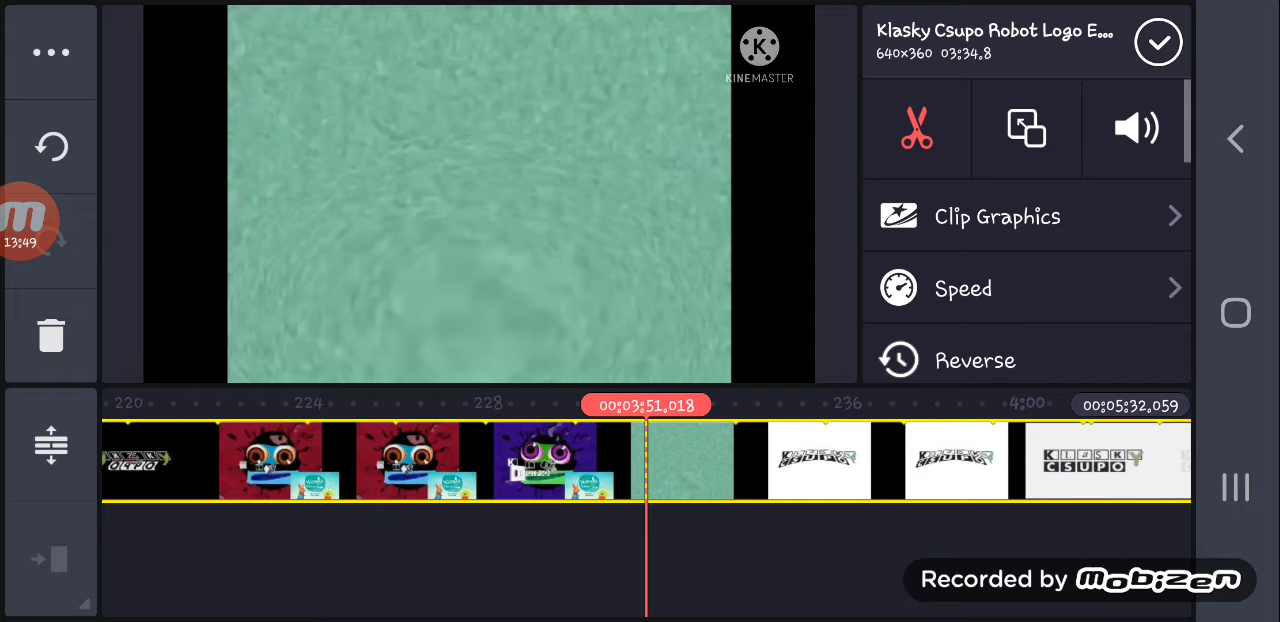 Klasky Csupo Robot Logo E...
640x360 03:34.8
K
KINEMASTER
m
13:49
Clip Graphics
Speed
Reverse
220
224
228
00:03:51.018
236
4:00
00:05:32.059
KLASKY
CSUPO
Recorded by mobizen